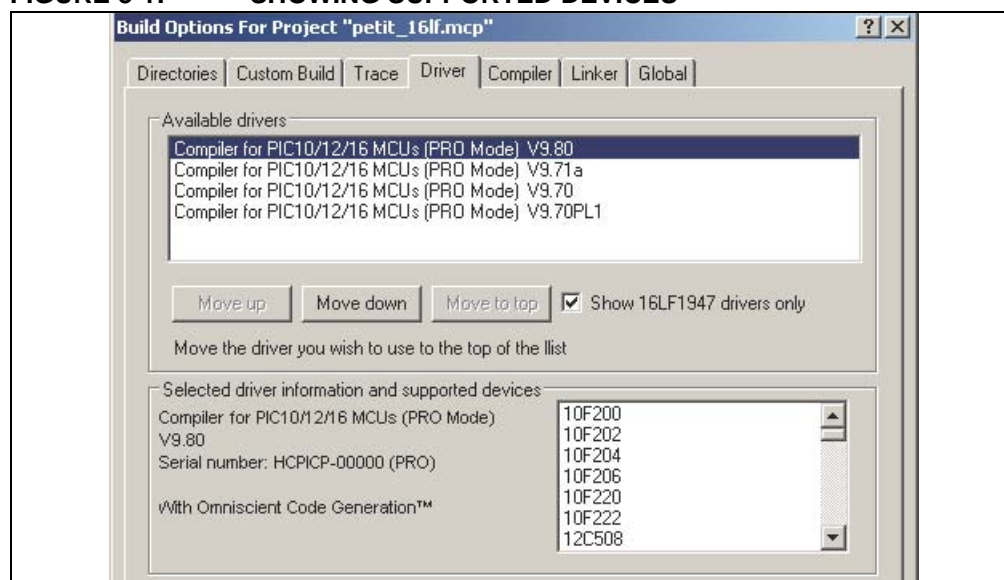 FIGURE SHOWING SUPPORTED DEVICES
Build Options For Project "petit_16lf.mcp"
Directories Custom Build Trace Driver Compiler Linker Global
Available drivers
Compiler for PIC10/12/16 MCUs (PRO Mode) V9.80
Compiler for PIC10/12/16 MCUs (PRO Mode) V9.71a
Compiler for PIC10/12/16 MCUs (PRO Mode) V9.70
Compiler for PIC10/12/16 MCUs (PRO Mode) V9.70PL1
Move up Move down Move to top Show 16LF1947 drivers only
Move the driver you wish to use to the top of the llist
Selected driver information and supported devices
Compiler for PIC10/12/16 MCUs (PRO Mode)
V9.80
Serial number: HCPICP-00000 (PRO)
With Omniscient Code Generation™
10F200
10F202
10F204
10F206
10F220
10F222
12C508